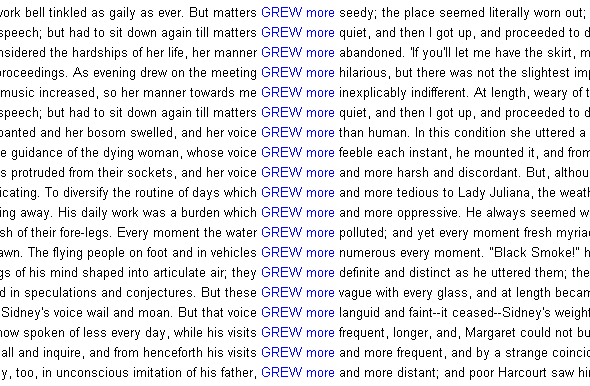 work bell tinkled as gaily as ever. But matters GREW more seedy; the place seemed literally worn out;
speech; but had to sit down again till matters GREW more quiet, and then I got up, and proceeded to d
nsidered the hardships of her life, her manner GREW more abandoned. 'If you'll let me have the skirt, m
proceedings. As evening drew on the meeting GREW more hilarious, but there was not the slightest imp
music increased, so her manner towards me GREW more inexplicably indifferent. At length, weary of t
speech; but had to sit down again till matters GREW more quiet, and then I got up, and proceeded to d
panted and her bosom swelled, and her voice GREW more than human. In this condition she uttered a
e guidance of the dying woman, whose voice GREW more feeble each instant, he mounted it, and from
s protruded from their sockets, and her voice GREW more and more harsh and discordant. But, althou
icating. To diversify the routine of days which GREW more and more tedious to Lady Juliana, the weath
ing away. His daily work was a burden which GREW more and more oppressive. He always seemed w
sh of their fore-legs. Every moment the water GREW more polluted; and yet every moment fresh myria
awn. The flying people on foot and in vehicles GREW more numerous every moment. "Black Smoke!" h
gs of his mind shaped into articulate air; they GREW more definite and distinct as he uttered them; the
d in speculations and conjectures. But these GREW more vague with every glass, and at length becam
Sidney's voice wail and moan. But that voice GREW more languid and faint--it ceased--Sidney's weight
now spoken of less every day, while his visits GREW more frequent, longer, and, Margaret could not bu
all and inquire, and from henceforth his visits GREW more and more frequent, and by a strange coincid
y, too, in unconscious imitation of his father, GREW more and more distant; and poor Harcourt saw hi